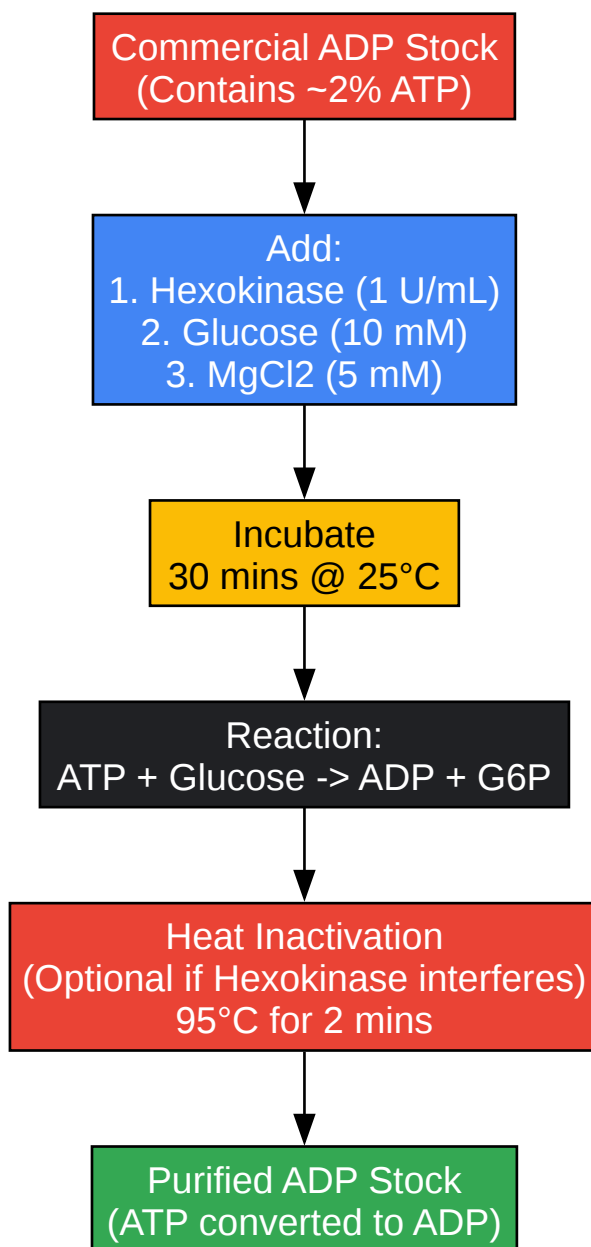 Commercial ADP Stock
(Contains ~2% ATP)
Add:
1. Hexokinase (1 U/mL)
2. Glucose (10 mM)
3. MgCl2 (5 mM)
Incubate
30 mins @ 25°C
Reaction:
ATP + Glucose -> ADP + G6P
Heat Inactivation
(Optional if Hexokinase interferes)
95°C for 2 mins
Purified ADP Stock
(ATP converted to ADP)